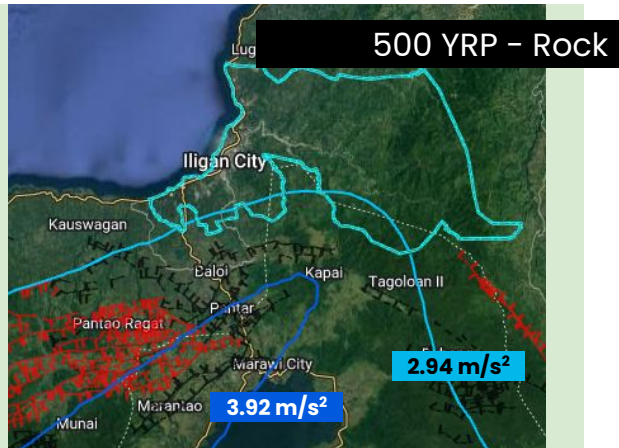 500 YRP - Rock
Lug
Iligan City
Kauswagan
Baloi
Kapai
Tagoloan II
Pantar
Pantao Ragat
Marawi City
2.94 m/s²
Marantao
3.92 m/s²
Munai